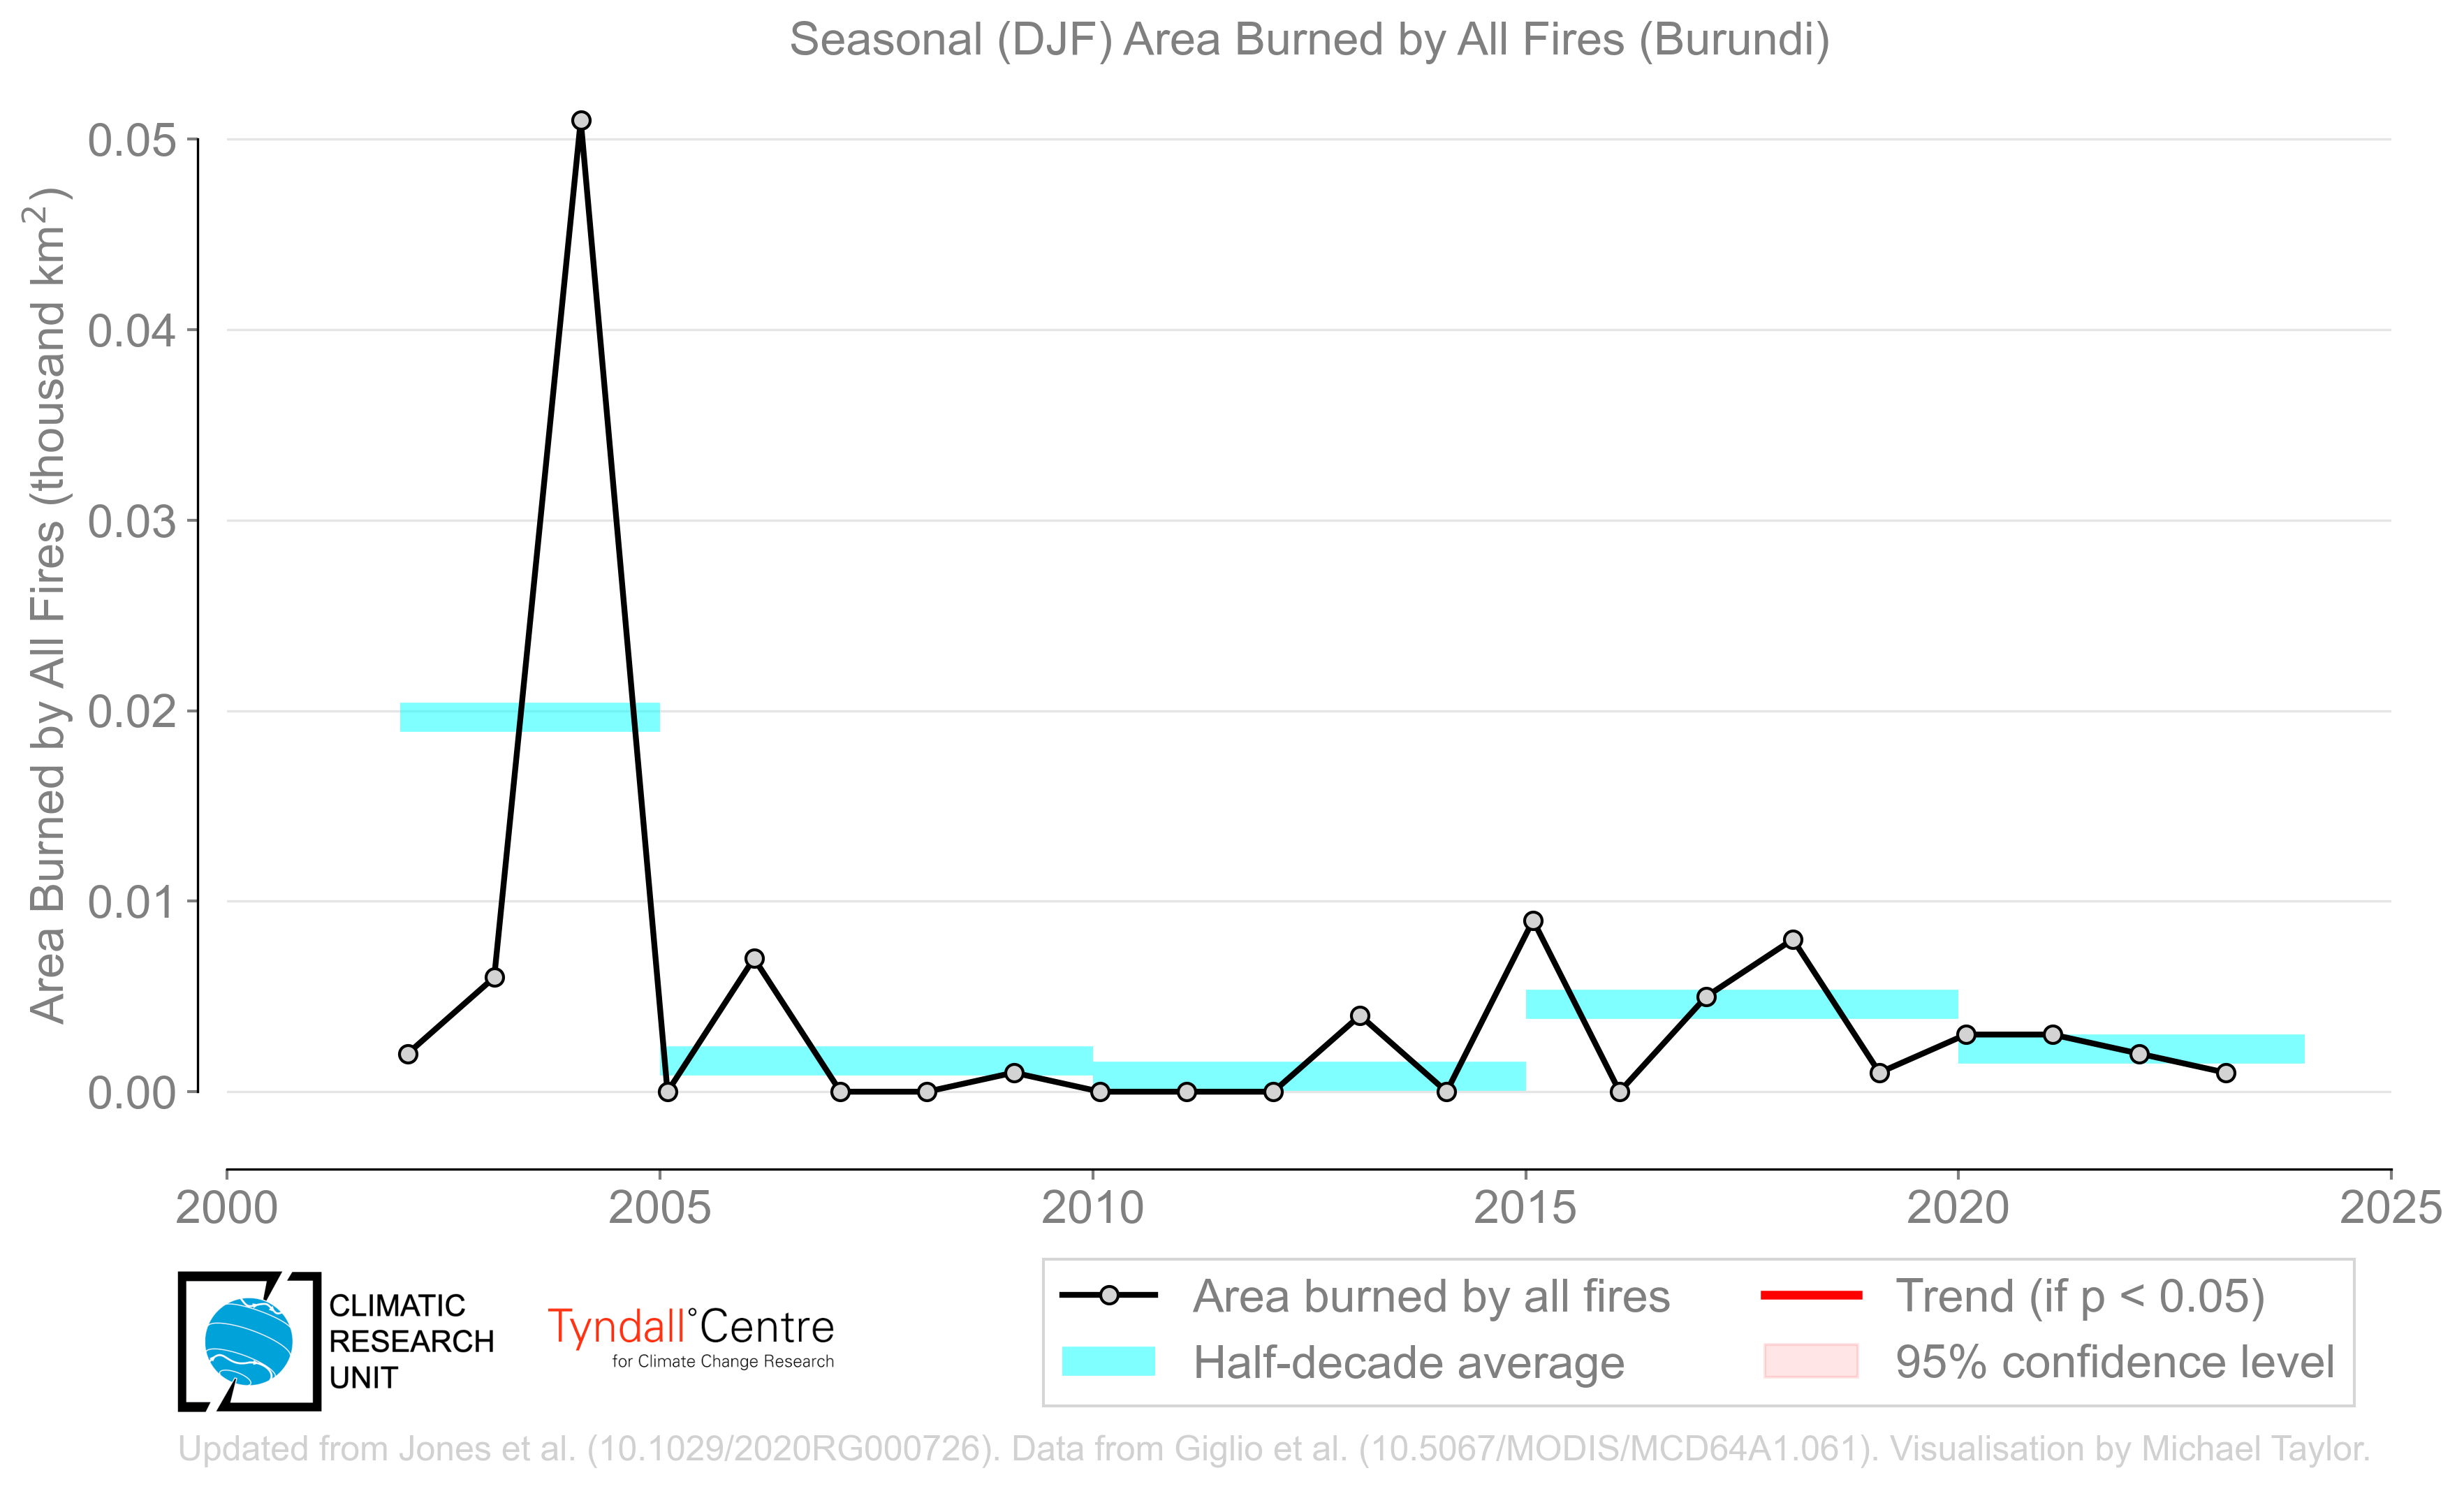 Seasonal (DJF) Area Burned by All Fires (Burundi)
Area Burned by All Fires (thousand km²)
0.05
0.04
0.03
0.02
0.01
0.00
2000 2005 2010 2015 2020 2025
CLIMATIC
RESEARCH
UNIT
Tyndall°Centre
for Climate Change Research
Area burned by all fires
Half-decade average
Trend (if p < 0.05)
95% confidence level
Updated from Jones et al. (10.1029/2020RG000726). Data from Giglio et al. (10.5067/MODIS/MCD64A1.061). Visualisation by Michael Taylor.